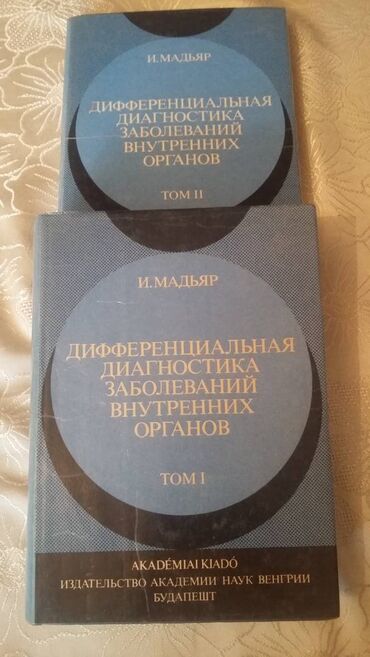 И. МАДЬЯР
ДИФФЕРЕНЦИАЛЬНАЯ
ДИАГНОСТИКА
ЗАБОЛЕВАНИЙ
ВНУТРЕННИХ
ОРГАНОВ
ТОМ II
И. МАДЬЯР
ДИФФЕРЕНЦИАЛЬНАЯ
ДИАГНОСТИКА
ЗАБОЛЕВАНИЙ
ВНУТРЕННИХ
ОРГАНОВ
ТОМ I
AKADÉMIAI KIADÓ
ИЗДАТЕЛЬСТВО АКАДЕМИИ НАУК ВЕНГРИИ
БУДАПЕШТ